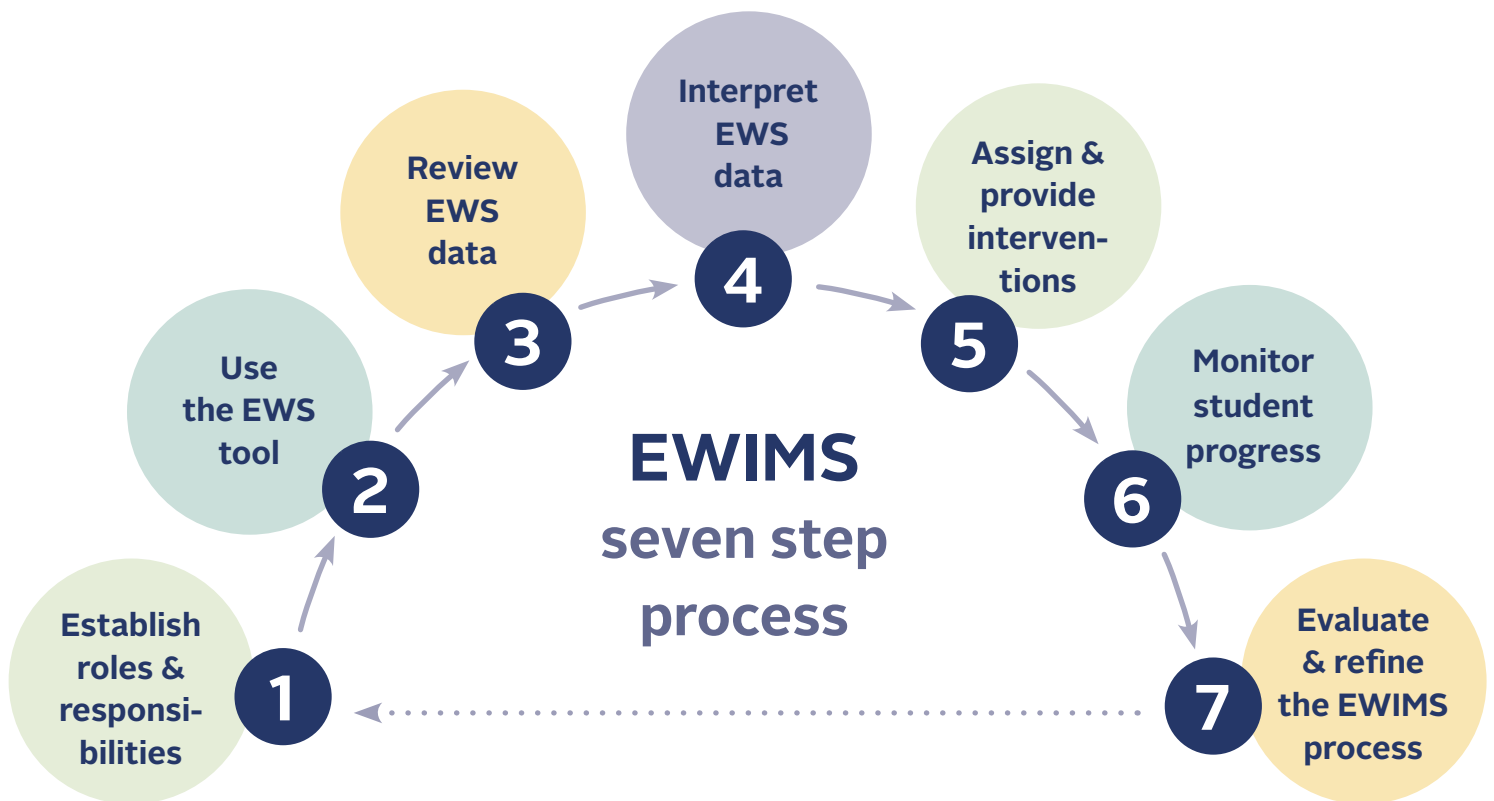 EWIMS
seven step
process
1
Establish
roles &
responsi-
bilities
2
Use
the EWS
tool
3
Review
EWS
data
4
Interpret
EWS
data
5
Assign &
provide
interven-
tions
6
Monitor
student
progress
7
Evaluate
& refine
the EWIMS
process